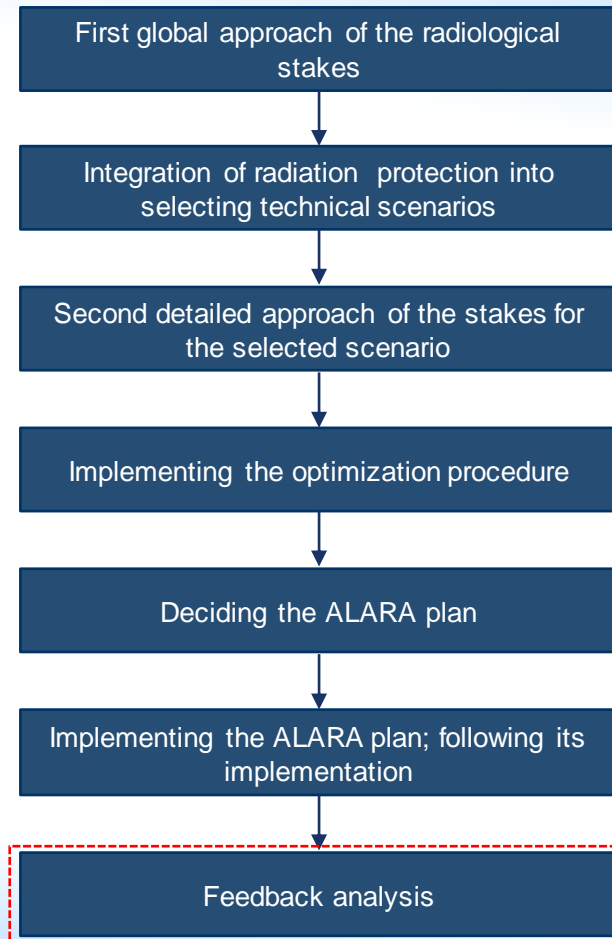 First global approach of the radiological
stakes
Integration of radiation protection into
selecting technical scenarios
Second detailed approach of the stakes for
the selected scenario
Implementing the optimization procedure
Deciding the ALARA plan
Implementing the ALARA plan; following its
implementation
Feedback analysis